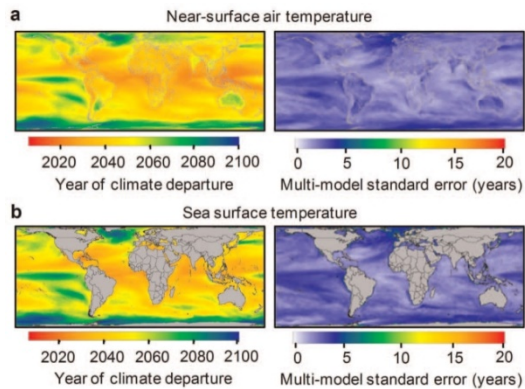 a
Near-surface air temperature
2020 2040 2060 2080 2100
0 5 10 15 20
Year of climate departure
Multi-model standard error (years)
b
Sea surface temperature
2020 2040 2060 2080 2100
0 5 10 15 20
Year of climate departure
Multi-model standard error (years)